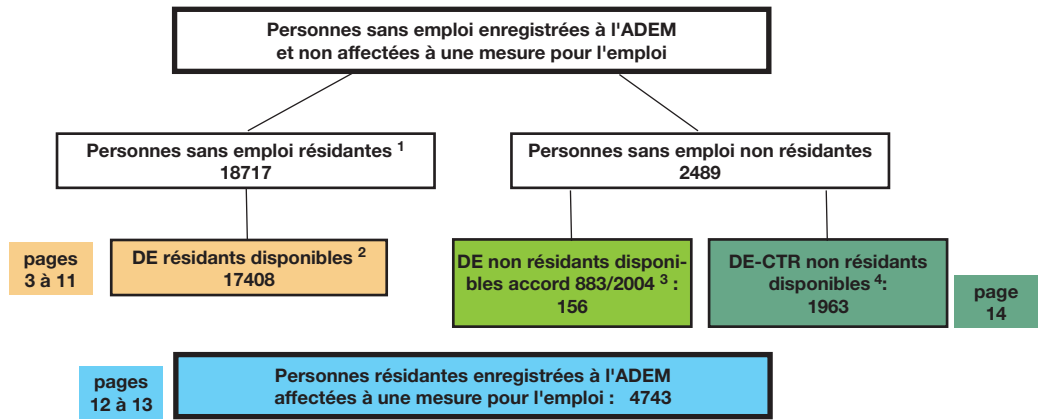 Personnes sans emploi enregistrées à l'ADEM
et non affectées à une mesure pour l'emploi
Personnes sans emploi résidantes 1
18717
Personnes sans emploi non résidantes
2489
pages
3 à 11
DE résidants disponibles 2
17408
DE non résidants disponi-
bles accord 883/2004 3 :
156
DE-CTR non résidants
disponibles 4:
1963
page
14
pages
12 à 13
Personnes résidantes enregistrées à l'ADEM
affectées à une mesure pour l'emploi : 4743